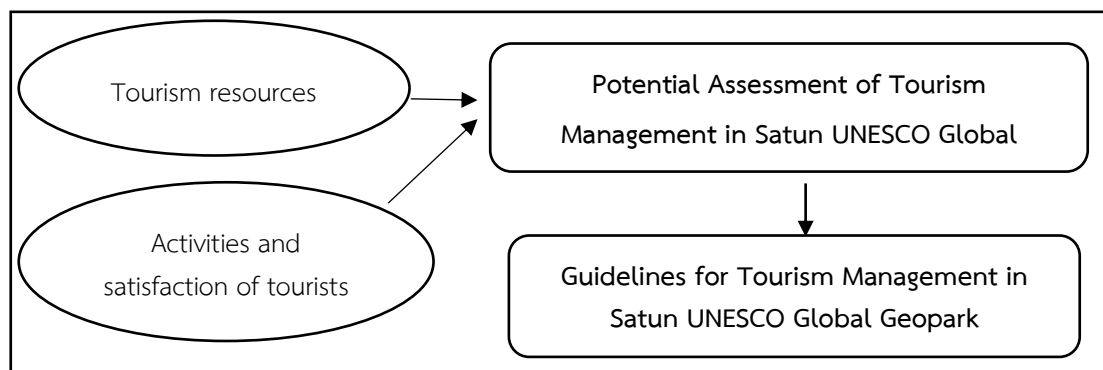 Tourism resources
Activities and
satisfaction of tourists
Potential Assessment of Tourism
Management in Satun UNESCO Global
Guidelines for Tourism Management in
Satun UNESCO Global Geopark